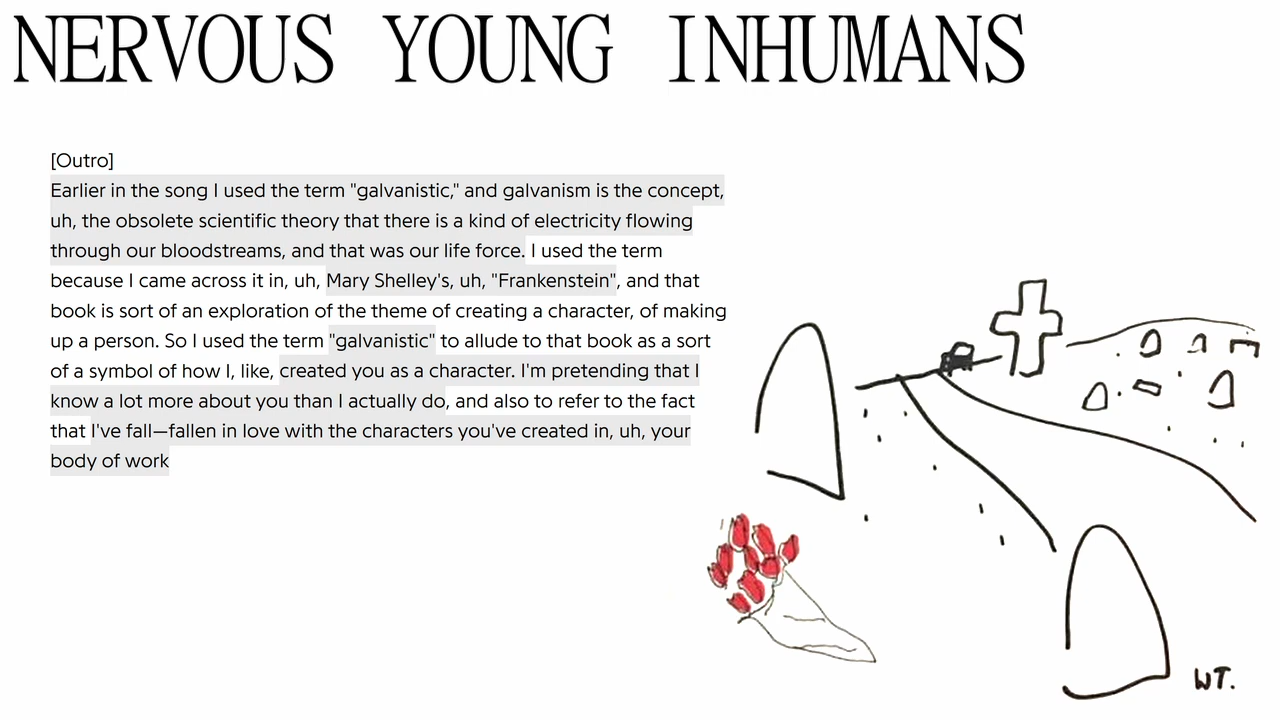 NERVOUS YOUNG INHUMANS
[Outro]
Earlier in the song I used the term "galvanistic," and galvanism is the concept,
uh, the obsolete scientific theory that there is a kind of electricity flowing
through our bloodstreams, and that was our life force. I used the term
because I came across it in, uh, Mary Shelley's, uh, "Frankenstein", and that
book is sort of an exploration of the theme of creating a character, of making
up a person. So I used the term "galvanistic" to allude to that book as a sort
of a symbol of how I, like, created you as a character. I'm pretending that I
know a lot more about you than I actually do, and also to refer to the fact
that I've fall—fallen in love with the characters you've created in, uh, your
body of work
WT.